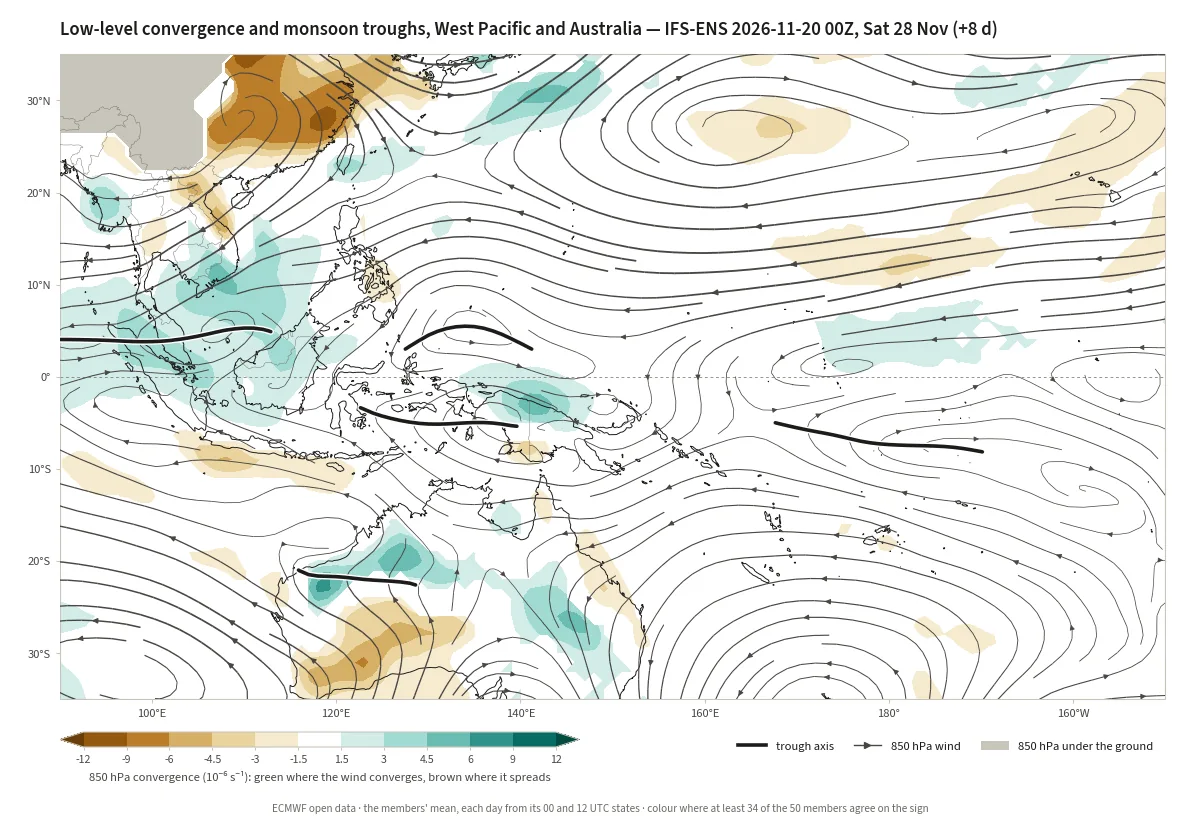 Low-level convergence and monsoon troughs, West Pacific and Australia — IFS-ENS 2026-11-20 00Z, Sat 28 Nov (+8 d)
30°N
20°N
10°N
0°
10°S
20°S
30°S
100°E 120°E 140°E 160°E 180° 160°W
-12 -9 -6 -4.5 -3 -1.5 1.5 3 4.5 6 9 12
850 hPa convergence (10⁻⁶ s⁻¹): green where the wind converges, brown where it spreads
trough axis 850 hPa wind 850 hPa under the ground
ECMWF open data · the members' mean, each day from its 00 and 12 UTC states · colour where at least 34 of the 50 members agree on the sign